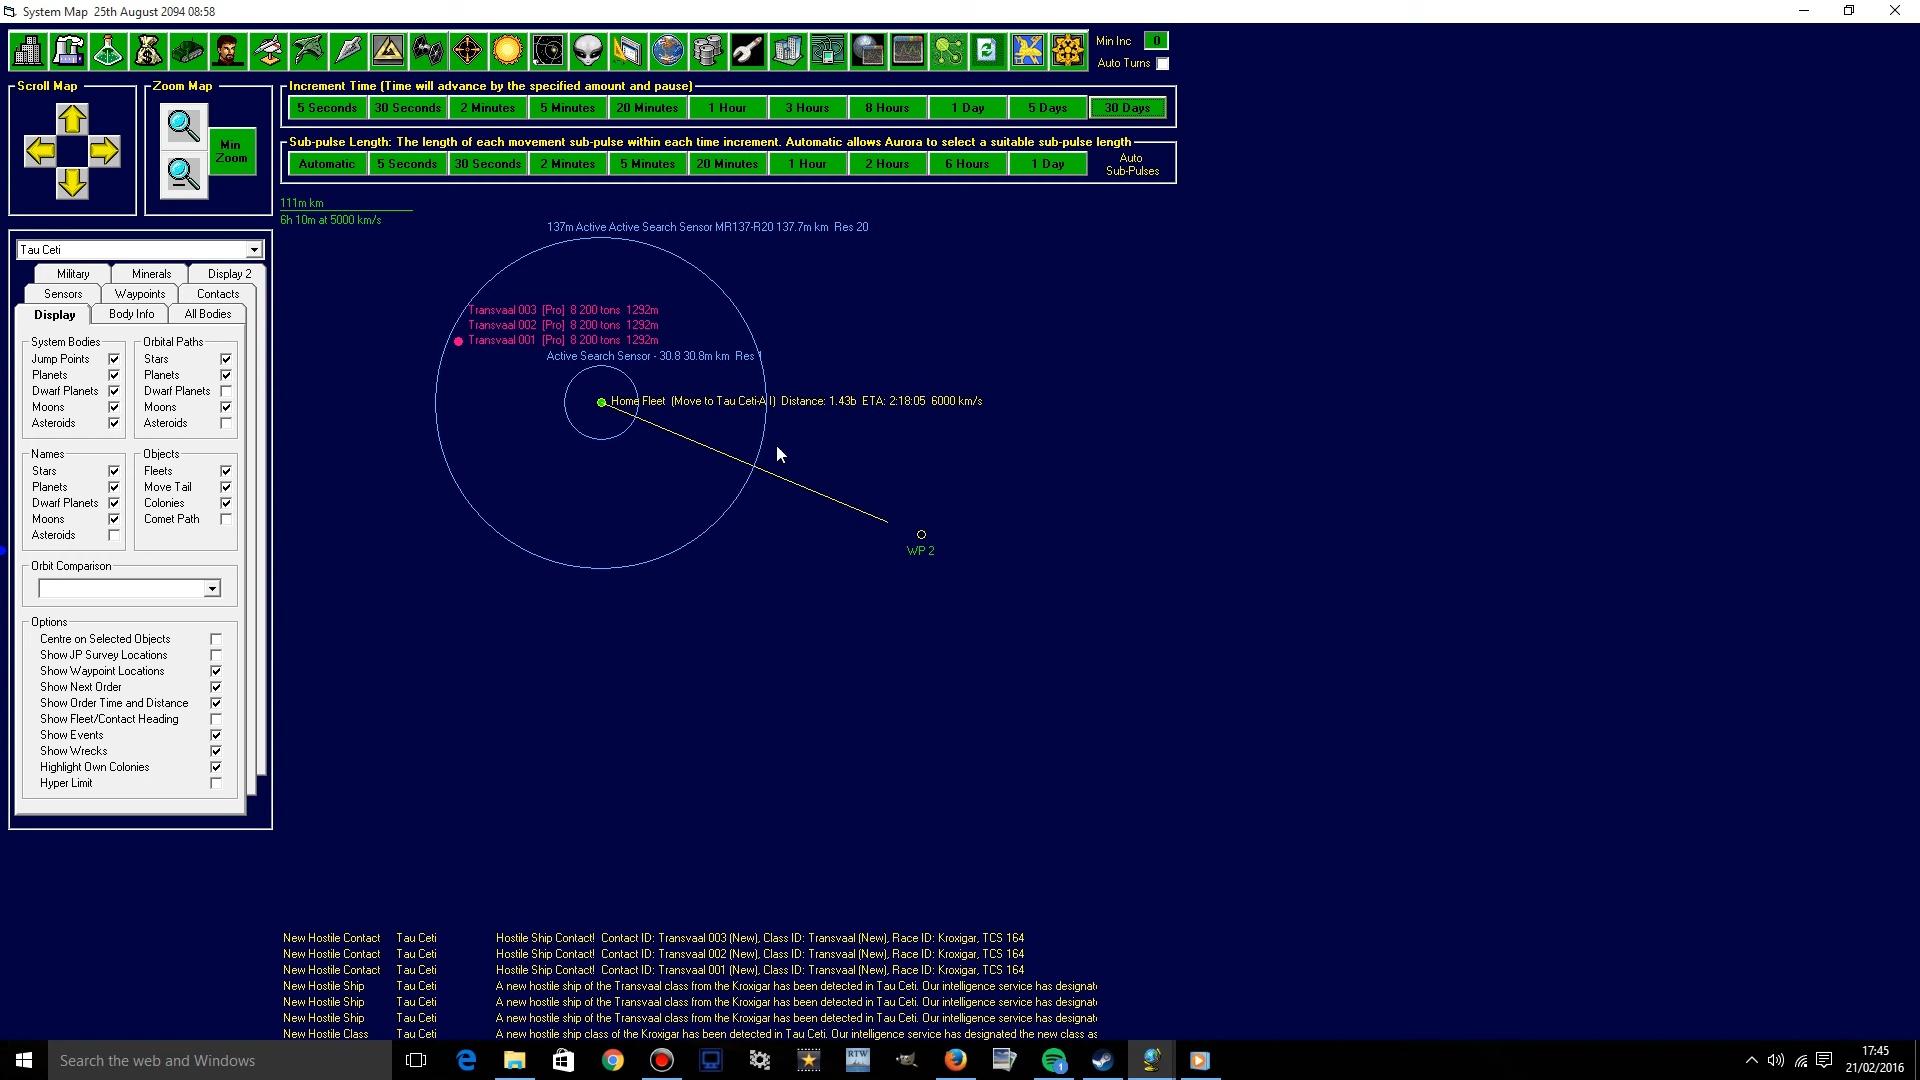 System Map 25th August 2094 08:58
Min Inc 0
Auto Turns
Scroll Map
Zoom Map
Min Zoom
Increment Time (Time will advance by the specified amount and pause)
5 Seconds 30 Seconds 2 Minutes 5 Minutes 20 Minutes 1 Hour 3 Hours 8 Hours 1 Day 5 Days 30 Days
Sub-pulse Length: The length of each movement sub-pulse within each time increment. Automatic allows Aurora to select a suitable sub-pulse length
Automatic 5 Seconds 30 Seconds 2 Minutes 5 Minutes 20 Minutes 1 Hour 2 Hours 6 Hours 1 Day Auto Sub-Pulses
111m km
6h 10m at 5000 km/s
137m Active Active Search Sensor MR137-R20 137.7m km Res 20
Transvaal 003 [Pro] 8 200 tons 1292m
Transvaal 002 [Pro] 8 200 tons 1292m
Transvaal 001 [Pro] 8 200 tons 1292m
Active Search Sensor - 30.8 30.8m km Res 1
Home Fleet (Move to Tau Ceti-A I) Distance: 1.43b ETA: 2:18:05 6000 km/s
WP 2
Tau Ceti
Military Minerals Display 2
Sensors Waypoints Contacts
Display Body Info All Bodies
System Bodies
Jump Points
Planets
Dwarf Planets
Moons
Asteroids
Orbital Paths
Stars
Planets
Dwarf Planets
Moons
Asteroids
Names
Stars
Planets
Dwarf Planets
Moons
Asteroids
Objects
Fleets
Move Tail
Colonies
Comet Path
Orbit Comparison
Options
Centre on Selected Objects
Show JP Survey Locations
Show Waypoint Locations
Show Next Order
Show Order Time and Distance
Show Fleet/Contact Heading
Show Events
Show Wrecks
Highlight Own Colonies
Hyper Limit
New Hostile Contact Tau Ceti Hostile Ship Contact! Contact ID: Transvaal 003 (New), Class ID: Transvaal (New), Race ID: Kroxigar, TCS 164
New Hostile Contact Tau Ceti Hostile Ship Contact! Contact ID: Transvaal 002 (New), Class ID: Transvaal (New), Race ID: Kroxigar, TCS 164
New Hostile Contact Tau Ceti Hostile Ship Contact! Contact ID: Transvaal 001 (New), Class ID: Transvaal (New), Race ID: Kroxigar, TCS 164
New Hostile Ship Tau Ceti A new hostile ship of the Transvaal class from the Kroxigar has been detected in Tau Ceti. Our intelligence service has designat
New Hostile Ship Tau Ceti A new hostile ship of the Transvaal class from the Kroxigar has been detected in Tau Ceti. Our intelligence service has designat
New Hostile Ship Tau Ceti A new hostile ship of the Transvaal class from the Kroxigar has been detected in Tau Ceti. Our intelligence service has designat
New Hostile Class Tau Ceti A new hostile ship class of the Kroxigar has been detected in Tau Ceti. Our intelligence service has designated the new class as
Search the web and Windows
RTW
1
17:45
21/02/2016